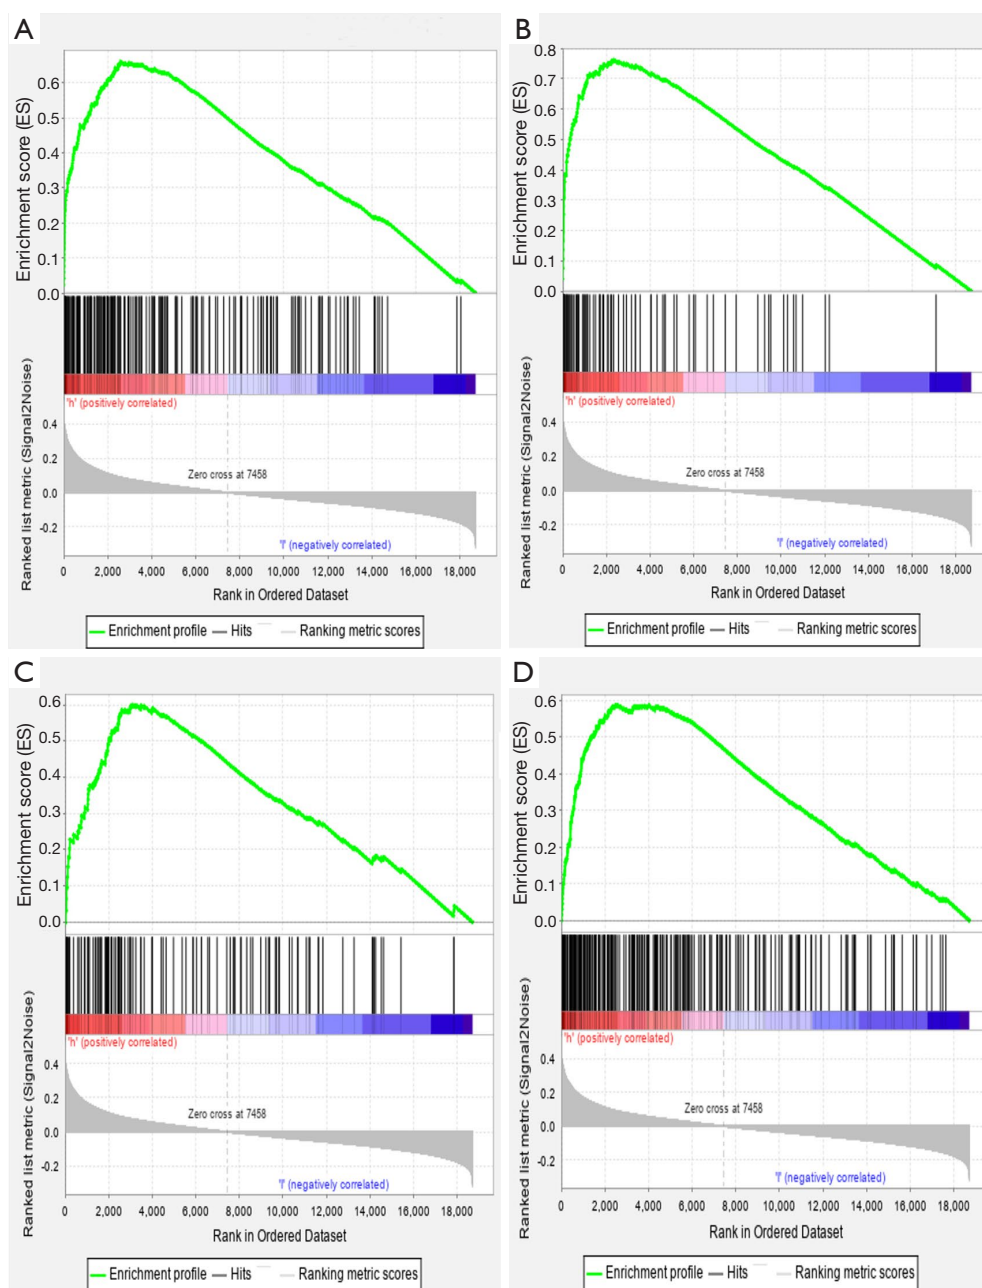 A
Enrichment score (ES)
0.6
0.5
0.4
0.3
0.2
0.1
0.0
'h' (positively correlated)
Ranked list metric (Signal2Noise)
0.4
0.2
0.0
-0.2
Zero cross at 7458
'l' (negatively correlated)
0 2,000 4,000 6,000 8,000 10,000 12,000 14,000 16,000 18,000
Rank in Ordered Dataset
Enrichment profile Hits Ranking metric scores
B
Enrichment score (ES)
0.8
0.7
0.6
0.5
0.4
0.3
0.2
0.1
0.0
'h' (positively correlated)
Ranked list metric (Signal2Noise)
0.4
0.2
0.0
-0.2
Zero cross at 7458
'l' (negatively correlated)
0 2,000 4,000 6,000 8,000 10,000 12,000 14,000 16,000 18,000
Rank in Ordered Dataset
Enrichment profile Hits Ranking metric scores
C
Enrichment score (ES)
0.6
0.5
0.4
0.3
0.2
0.1
0.0
'h' (positively correlated)
Ranked list metric (Signal2Noise)
0.4
0.2
0.0
-0.2
Zero cross at 7458
'l' (negatively correlated)
0 2,000 4,000 6,000 8,000 10,000 12,000 14,000 16,000 18,000
Rank in Ordered Dataset
Enrichment profile Hits Ranking metric scores
D
Enrichment score (ES)
0.6
0.5
0.4
0.3
0.2
0.1
0.0
'h' (positively correlated)
Ranked list metric (Signal2Noise)
0.4
0.2
0.0
-0.2
Zero cross at 7458
'l' (negatively correlated)
0 2,000 4,000 6,000 8,000 10,000 12,000 14,000 16,000 18,000
Rank in Ordered Dataset
Enrichment profile Hits Ranking metric scores